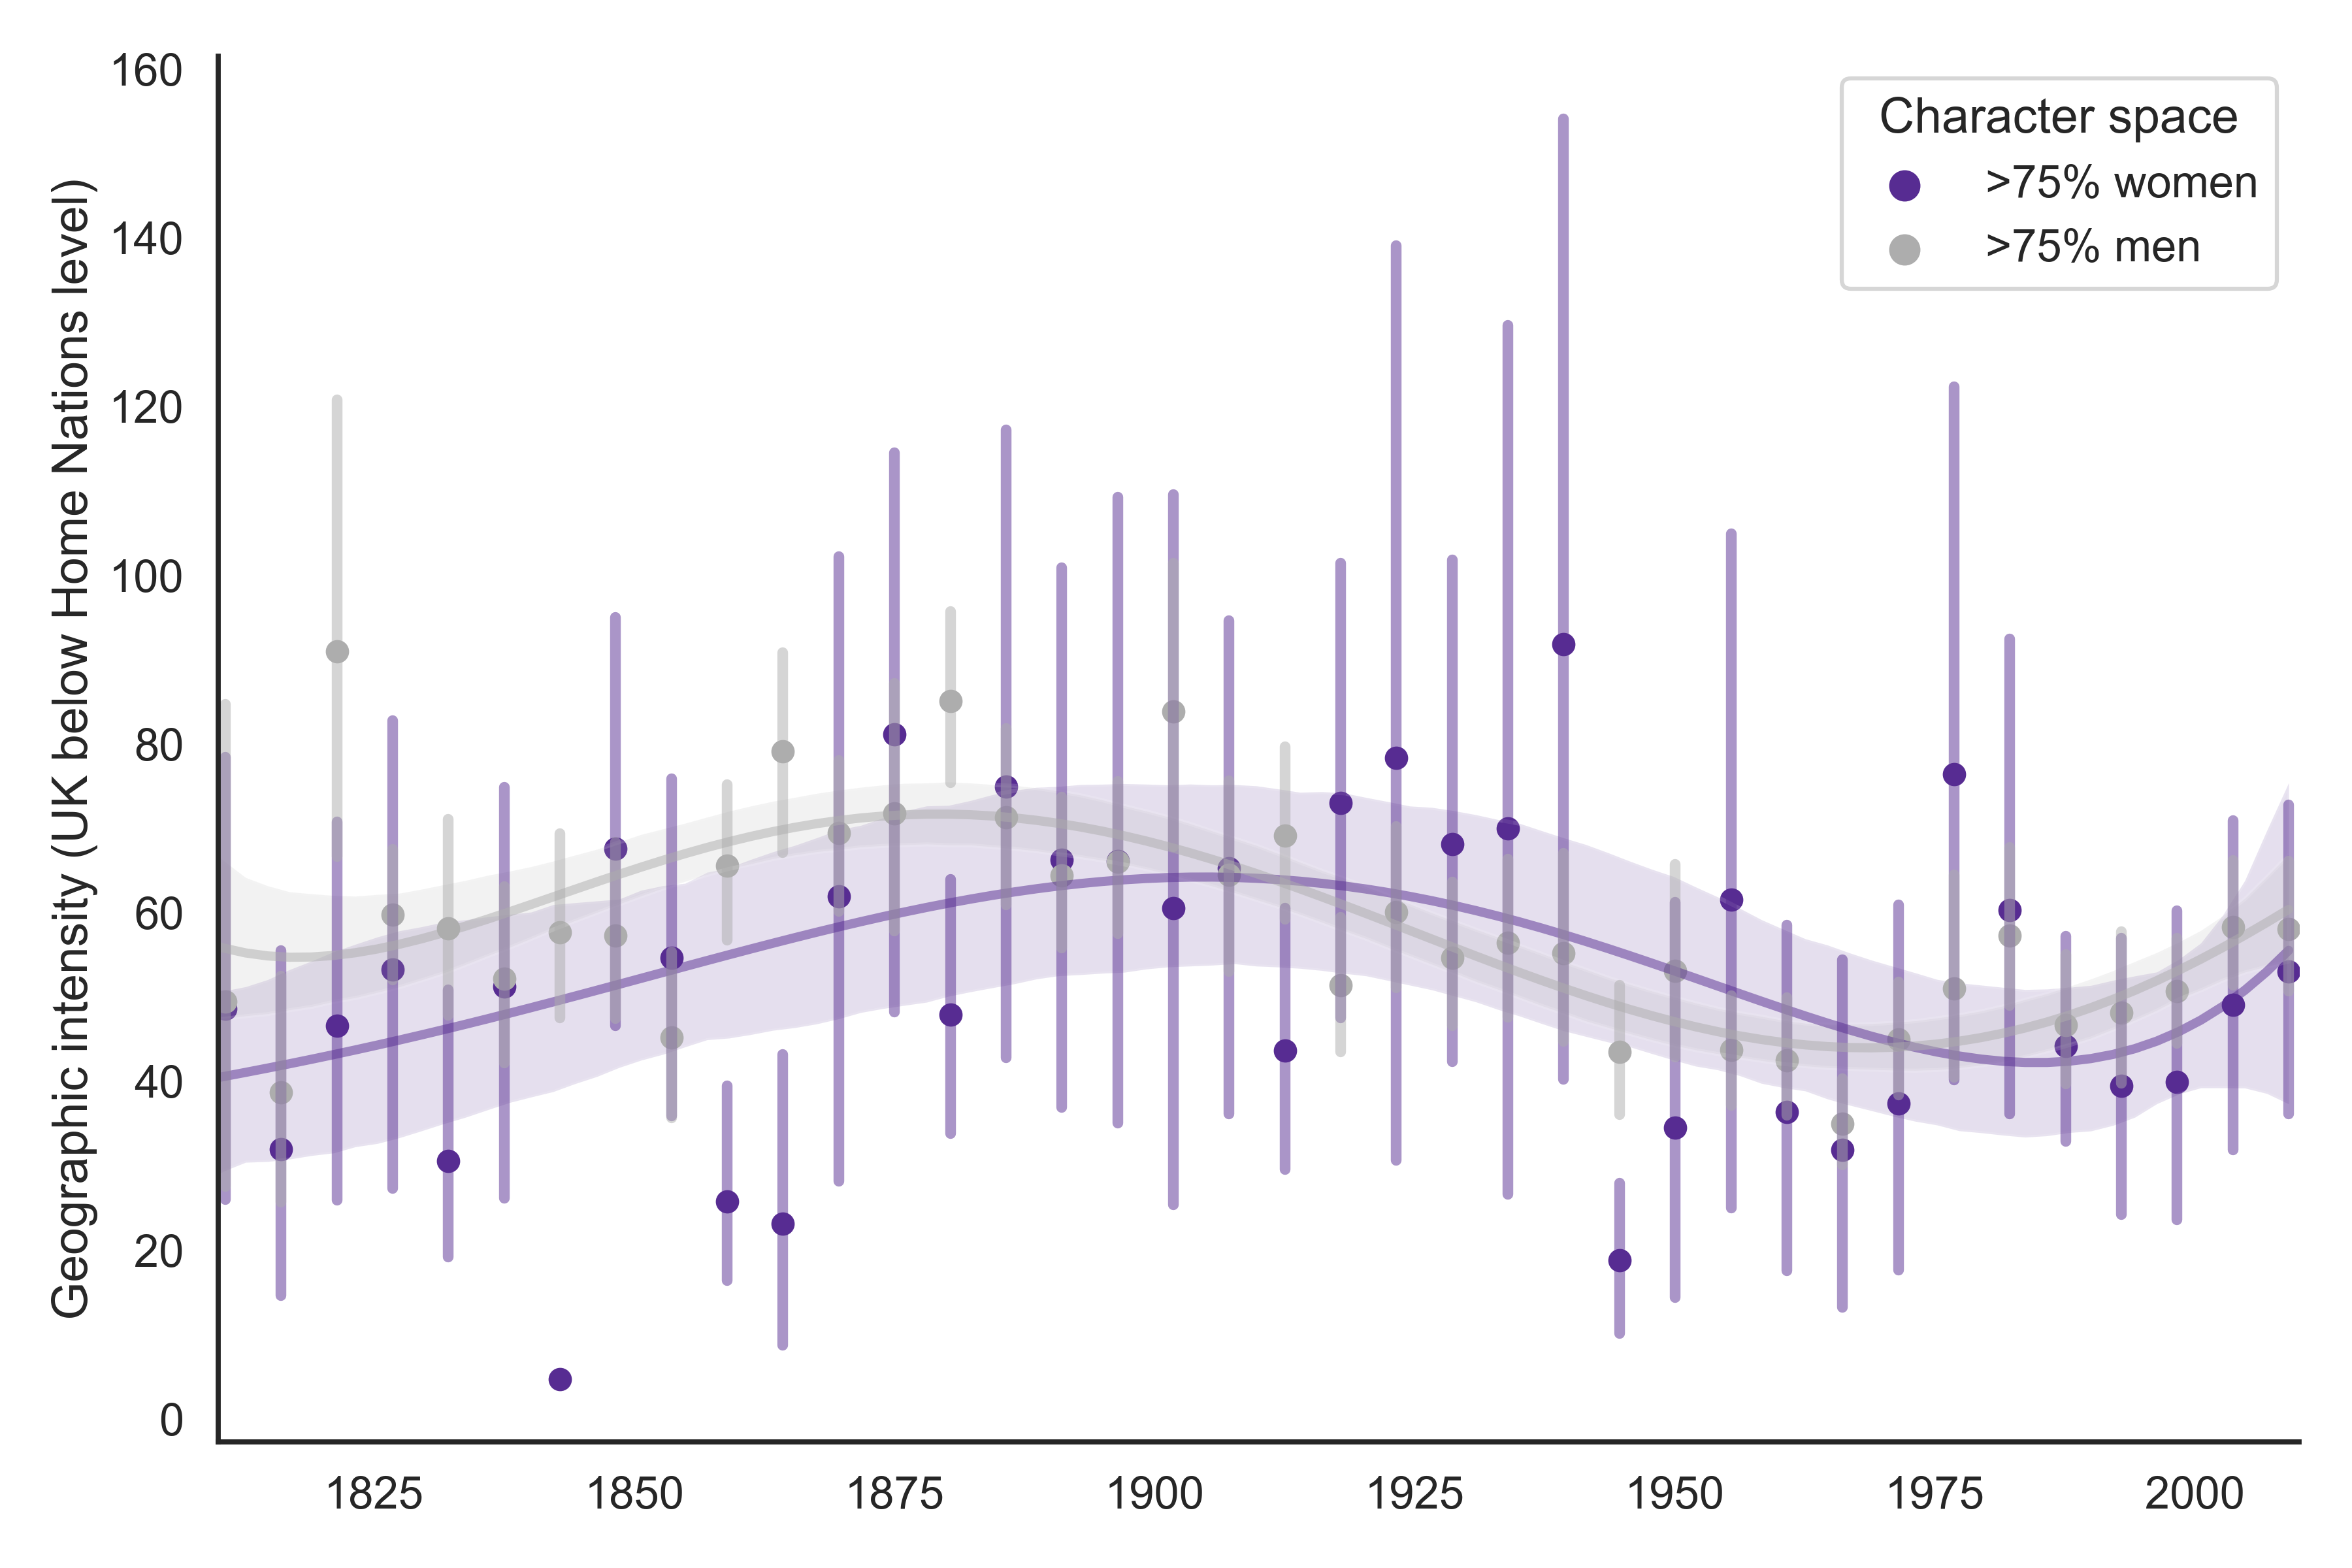 Geographic intensity (UK below Home Nations level)
160
140
120
100
80
60
40
20
0
1825 1850 1875 1900 1925 1950 1975 2000
Character space
>75% women
>75% men